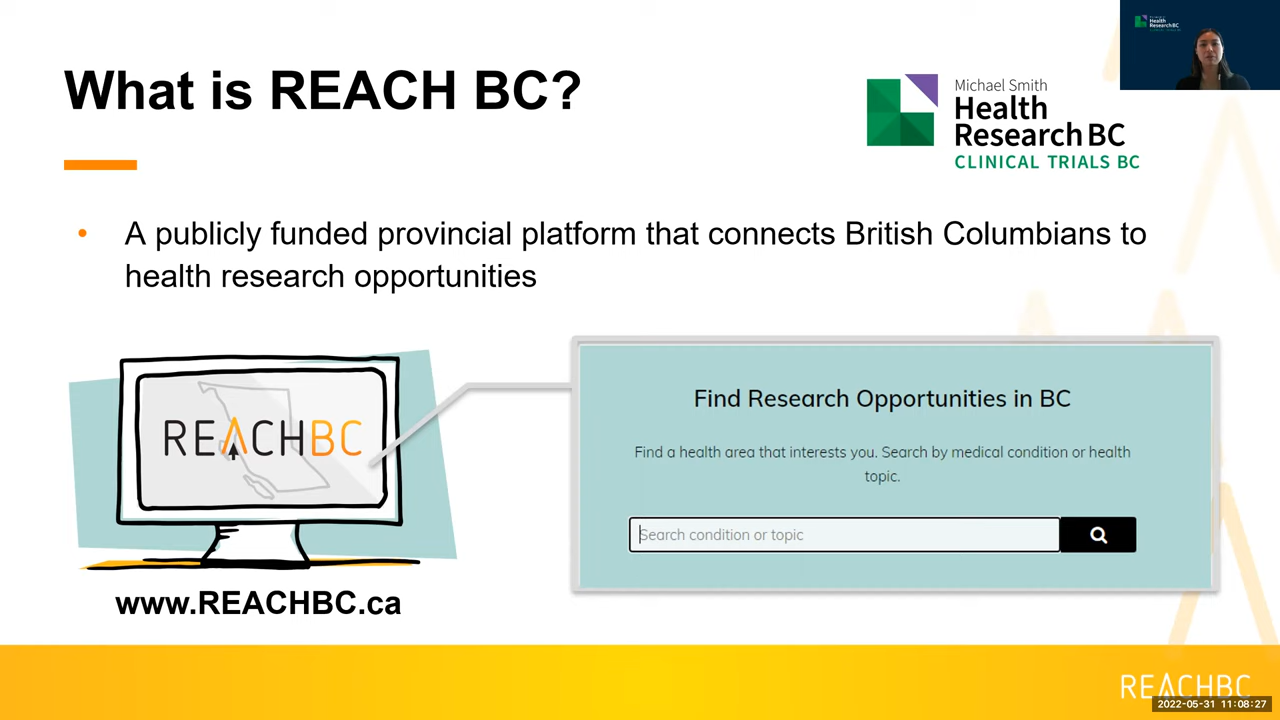 What is REACH BC?
Michael Smith
Health
Research BC
CLINICAL TRIALS BC
Health
Research BC
• A publicly funded provincial platform that connects British Columbians to
health research opportunities
REACHBC
www.REACHBC.ca
Find Research Opportunities in BC
Find a health area that interests you. Search by medical condition or health
topic.
Search condition or topic
REACHBC
2022-05-31 11:08:27